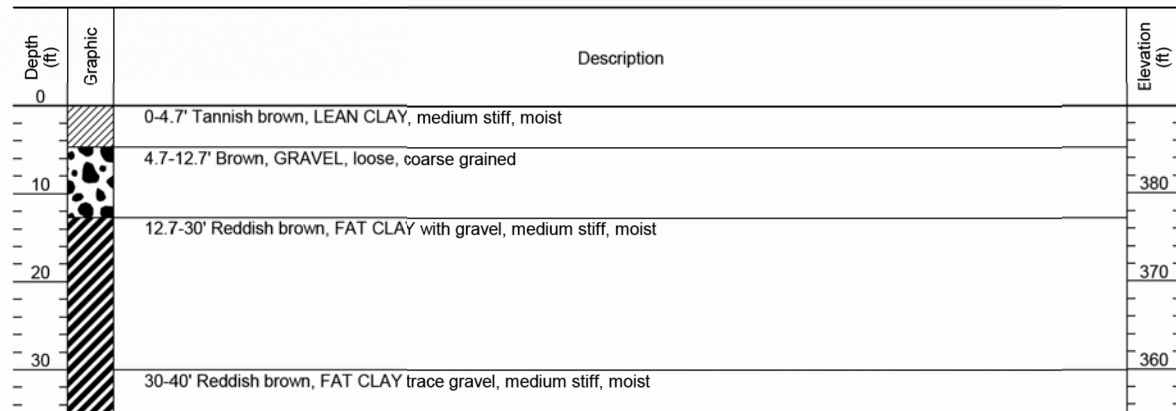 Depth
(ft)
Graphic
Description
Elevation
(ft)
0
0-4.7' Tannish brown, LEAN CLAY, medium stiff, moist
4.7-12.7' Brown, GRAVEL, loose, coarse grained
10
380
12.7-30' Reddish brown, FAT CLAY with gravel, medium stiff, moist
20
370
30
360
30-40' Reddish brown, FAT CLAY trace gravel, medium stiff, moist